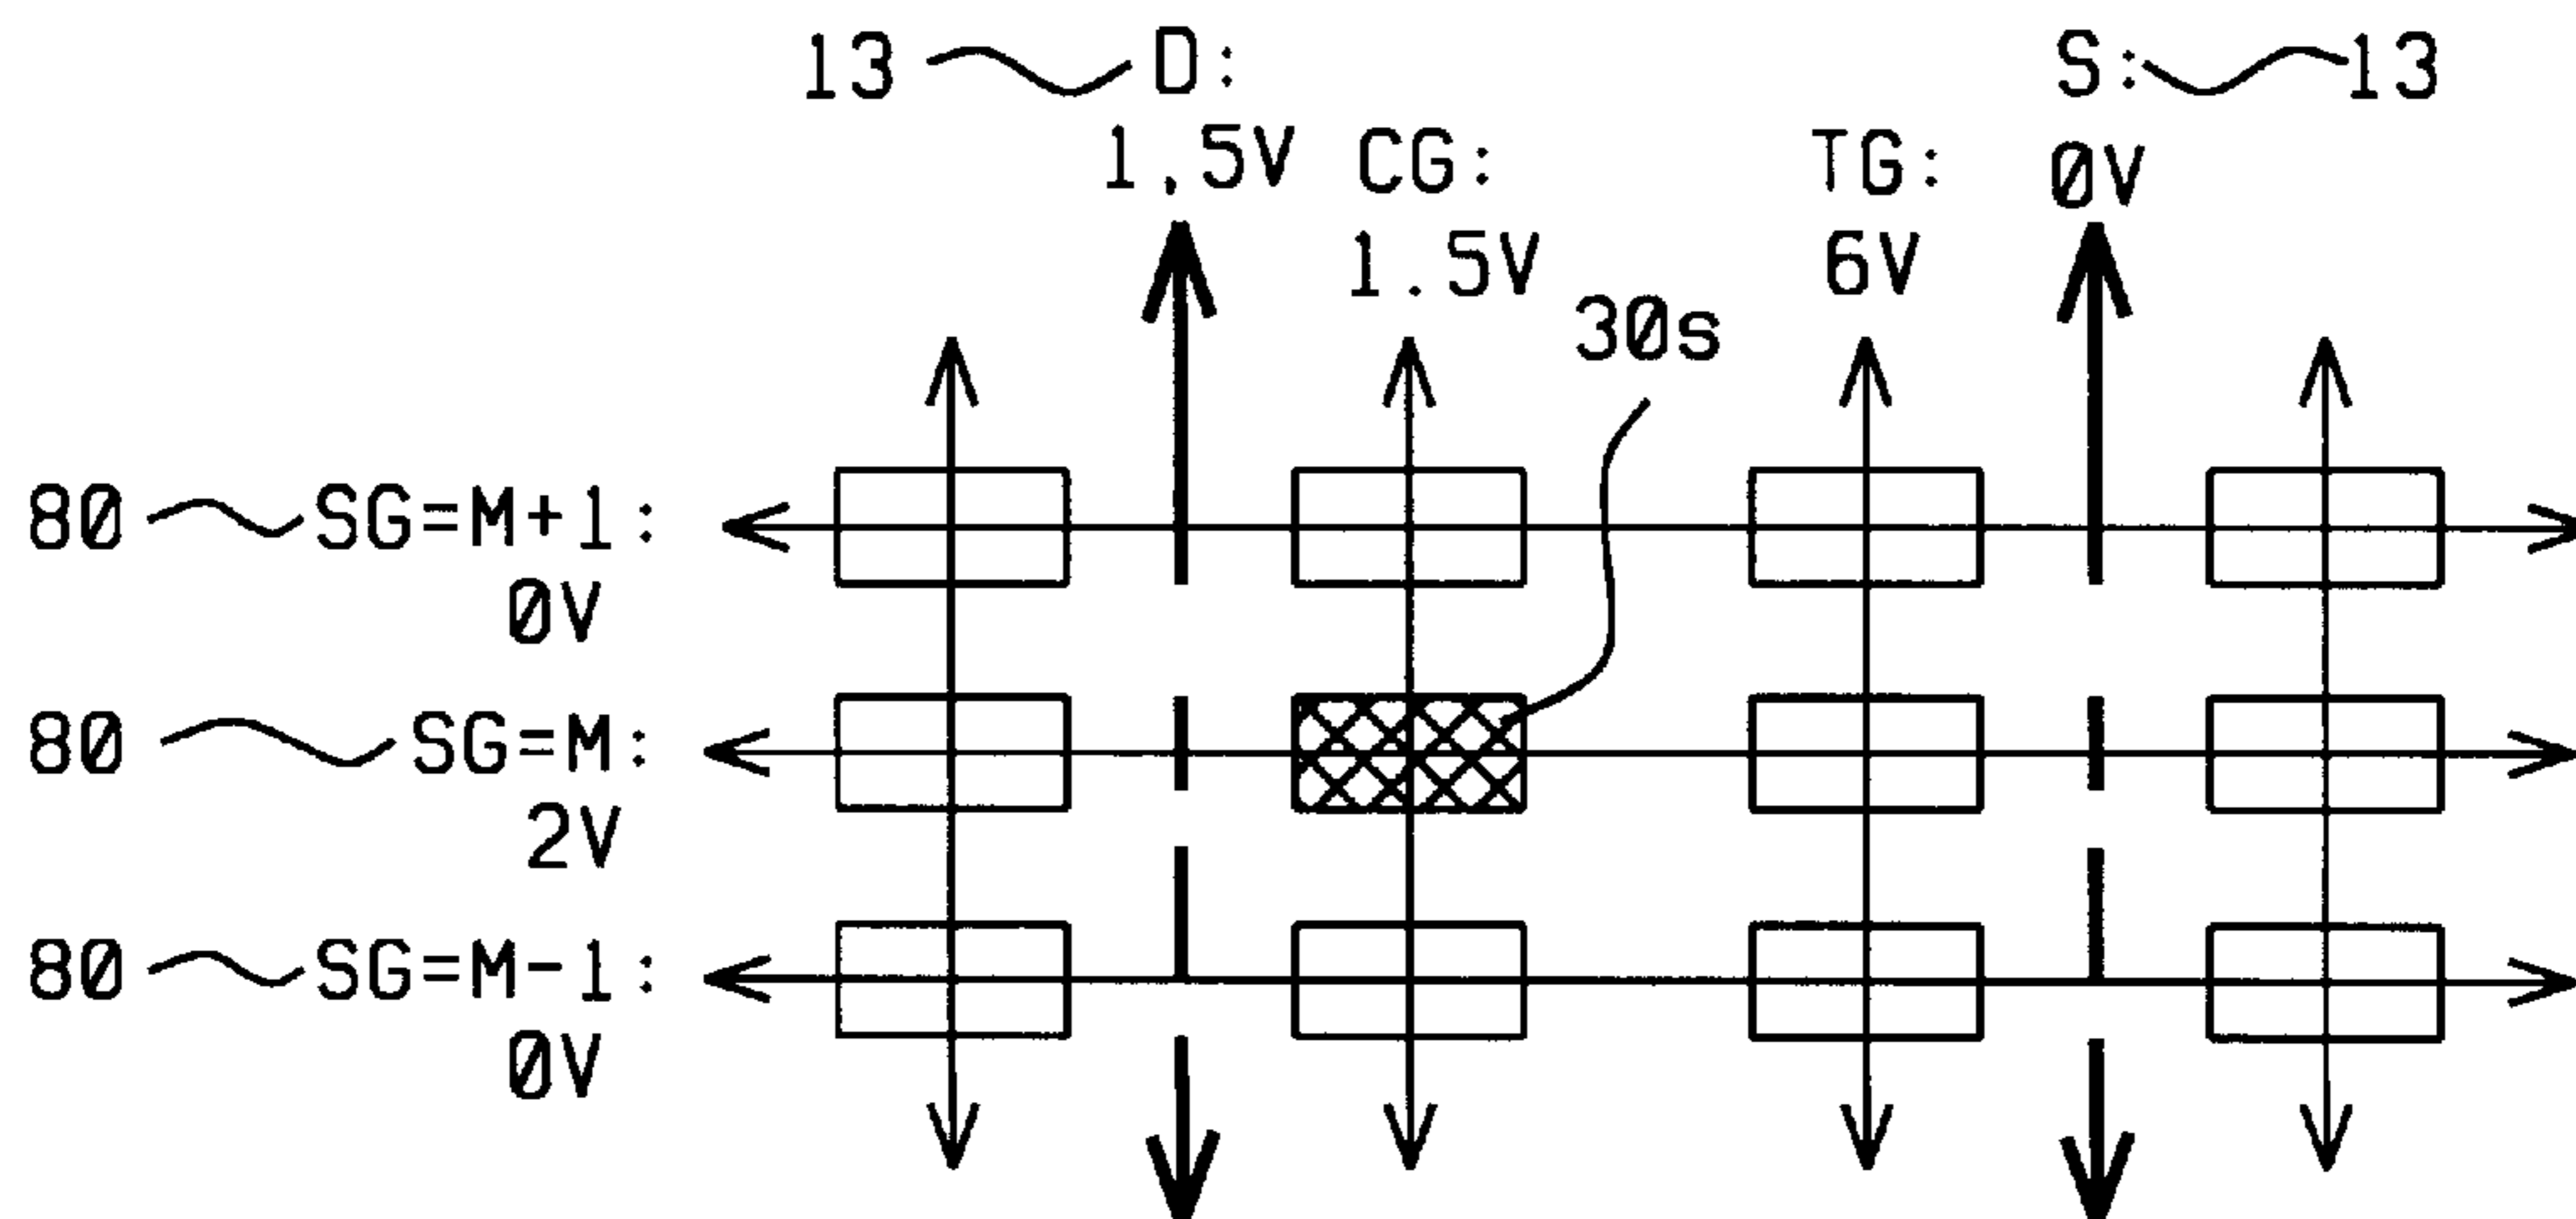 13 D: S: 13
1.5V CG: TG: 0V
1.5V 6V
30s
80 SG=M+1:
0V
80 SG=M:
2V
80 SG=M-1:
0V